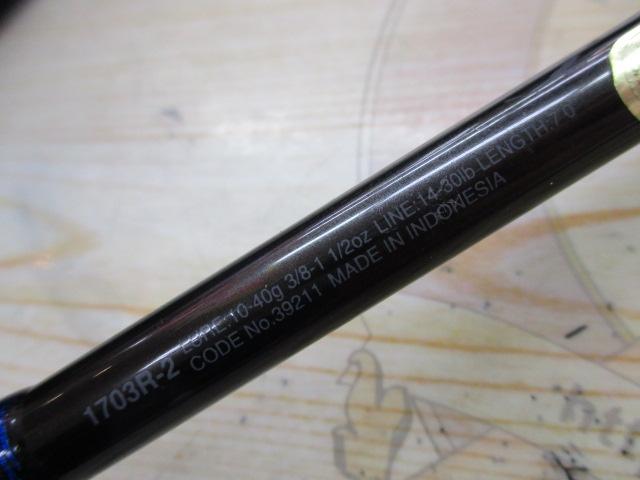 1703R-2 LURE:10-40g 3/8-1 1/2oz LINE:14-30lb LENGTH:7'0"
CODE No.39211 MADE IN INDONESIA